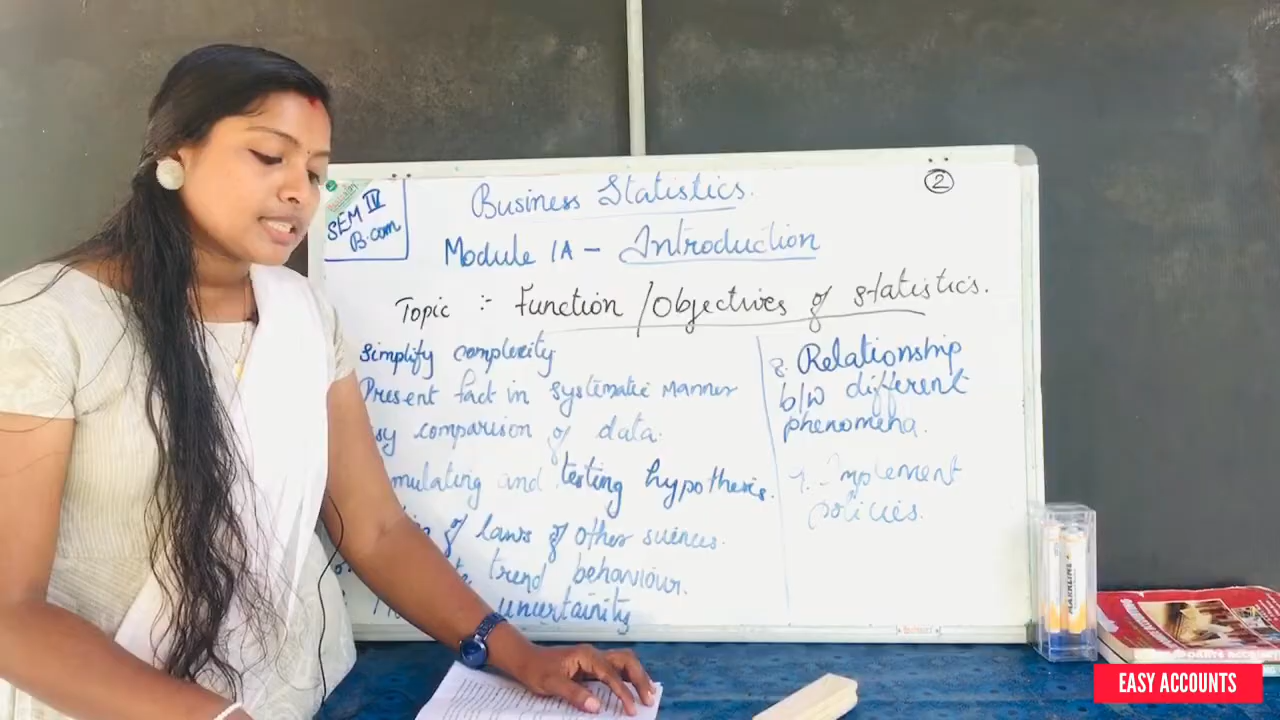 SEM IV
B.com
Business Statistics.
2
Module 1A - Introduction
Topic :- Function / Objectives of statistics.
Simplify complexity
Present fact in systematic manner
comparison of data.
and testing hypothesis.
of laws of other sciences.
trend behaviour.
uncertainity
8. Relationship
b/w different
phenomena.
9. Implement
policies.
EASY ACCOUNTS